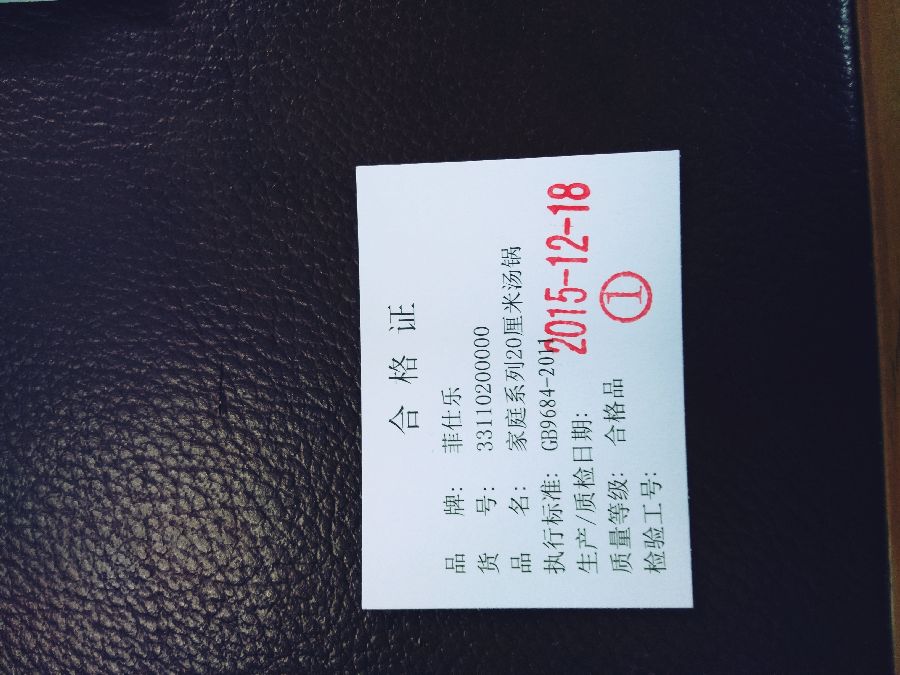 合格证
品 牌: 菲仕乐
货 号: 33110200000
品 名: 家庭系列20厘米汤锅
执行标准: GB9684-2011
生产/质检日期: 2015-12-18
质量等级: 合格品
检验工号: ①